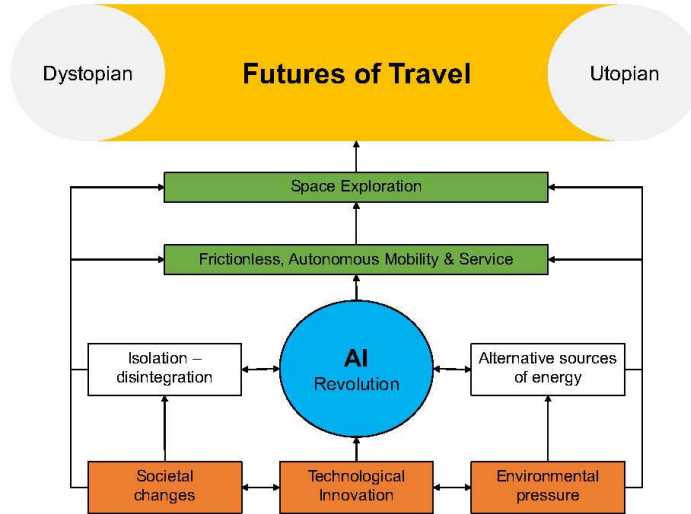 Dystopian
Futures of Travel
Utopian
Space Exploration
Frictionless, Autonomous Mobility & Service
Isolation –
disintegration
AI
Revolution
Alternative sources
of energy
Societal
changes
Technological
Innovation
Environmental
pressure